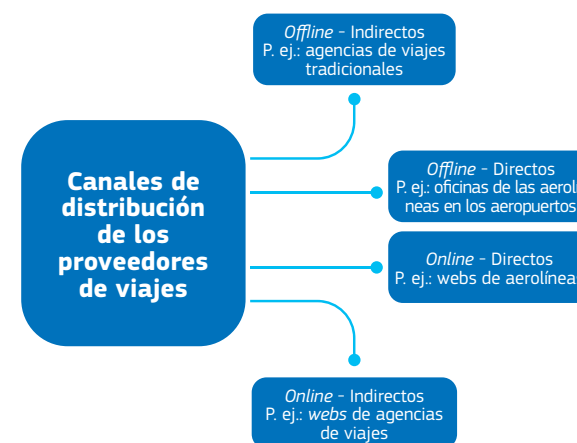 Offline - Indirectos
P. ej.: agencias de viajes
tradicionales
Canales de
distribución
de los
proveedores
de viajes
Offline - Directos
P. ej.: oficinas de las aerolí
neas en los aeropuertos
Online - Directos
P. ej.: webs de aerolíneas
Online - Indirectos
P. ej.: webs de agencias
de viajes